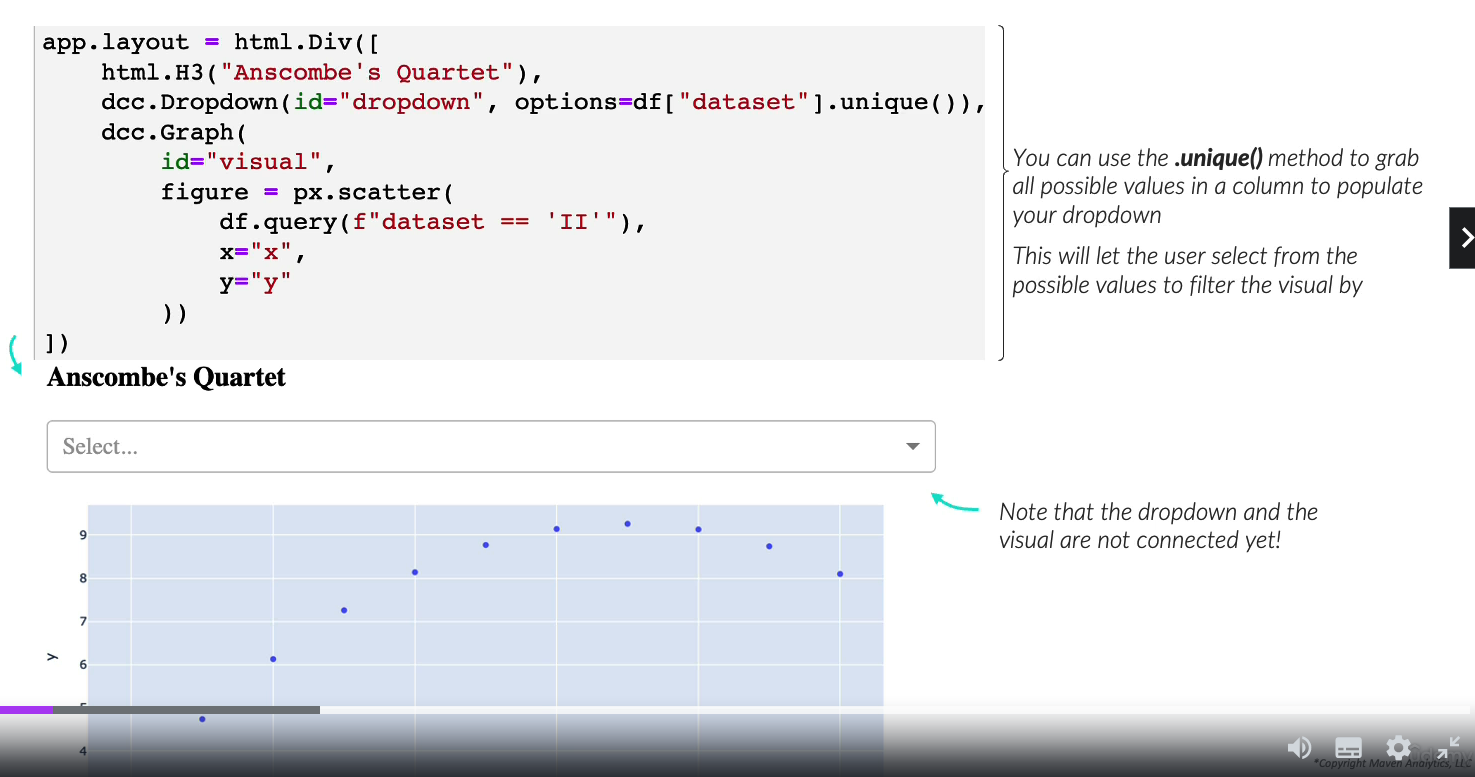 app.layout = html.Div([
    html.H3("Anscombe's Quartet"),
    dcc.Dropdown(id="dropdown", options=df["dataset"].unique()),
    dcc.Graph(
        id="visual",
        figure = px.scatter(
            df.query(f"dataset == 'II'"),
            x="x",
            y="y"
        ))
])
You can use the .unique() method to grab
all possible values in a column to populate
your dropdown
This will let the user select from the
possible values to filter the visual by
Anscombe's Quartet
Select...
Note that the dropdown and the
visual are not connected yet!
9
8
7
6
y
4
*Copyright Maven Analytics, LLC